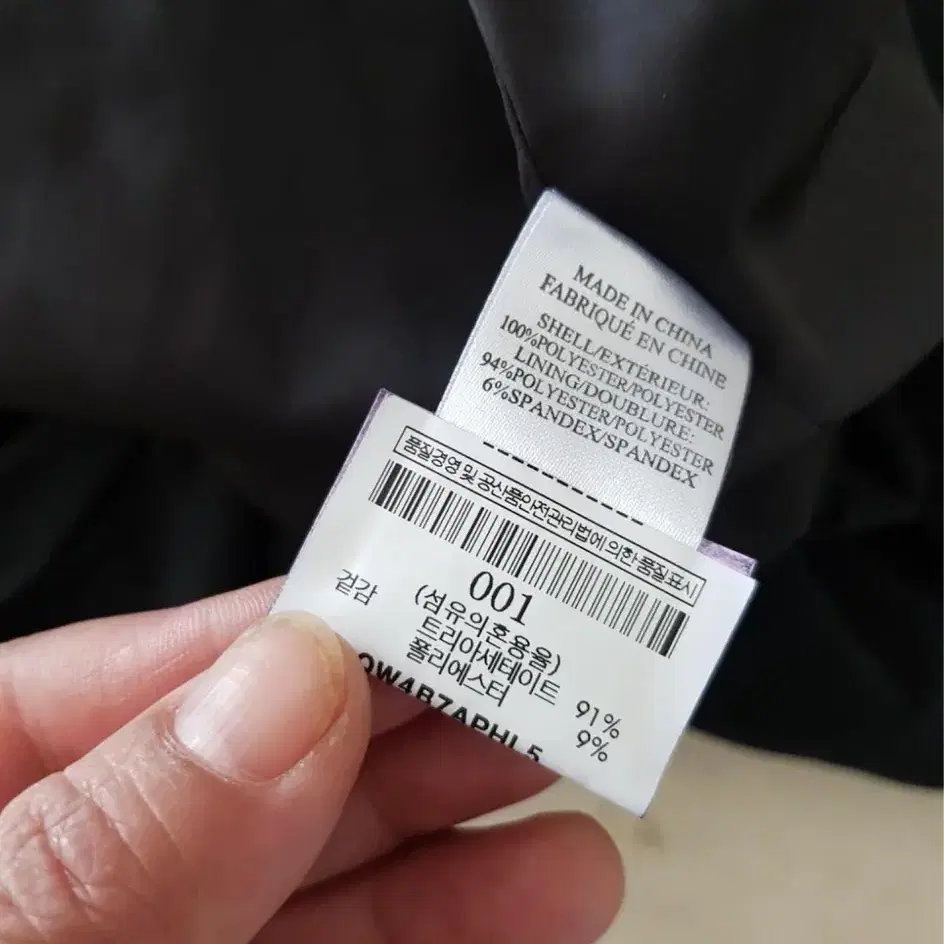 MADE IN CHINA
FABRIQUÉ EN CHINE
SHELL/EXTÉRIEUR:
100%POLYESTER/POLYESTER
LINING/DOUBLURE:
94%POLYESTER/POLYESTER
6%SPANDEX/SPANDEX
품질경영 및 공산품안전관리법에 의한 품질표시
001
(섬유의혼용율)
겉감 트리아세테이트 91%
폴리에스터 9%